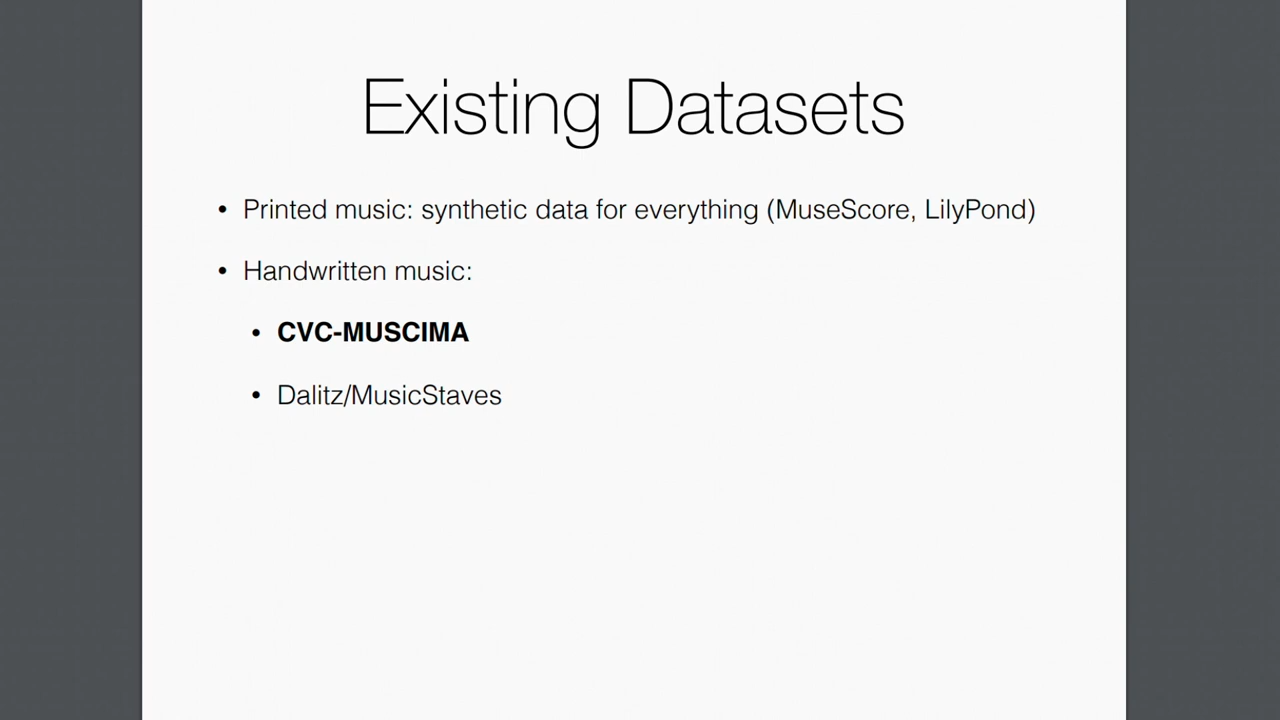 Existing Datasets
• Printed music: synthetic data for everything (MuseScore, LilyPond)
• Handwritten music:
• CVC-MUSCIMA
• Dalitz/MusicStaves